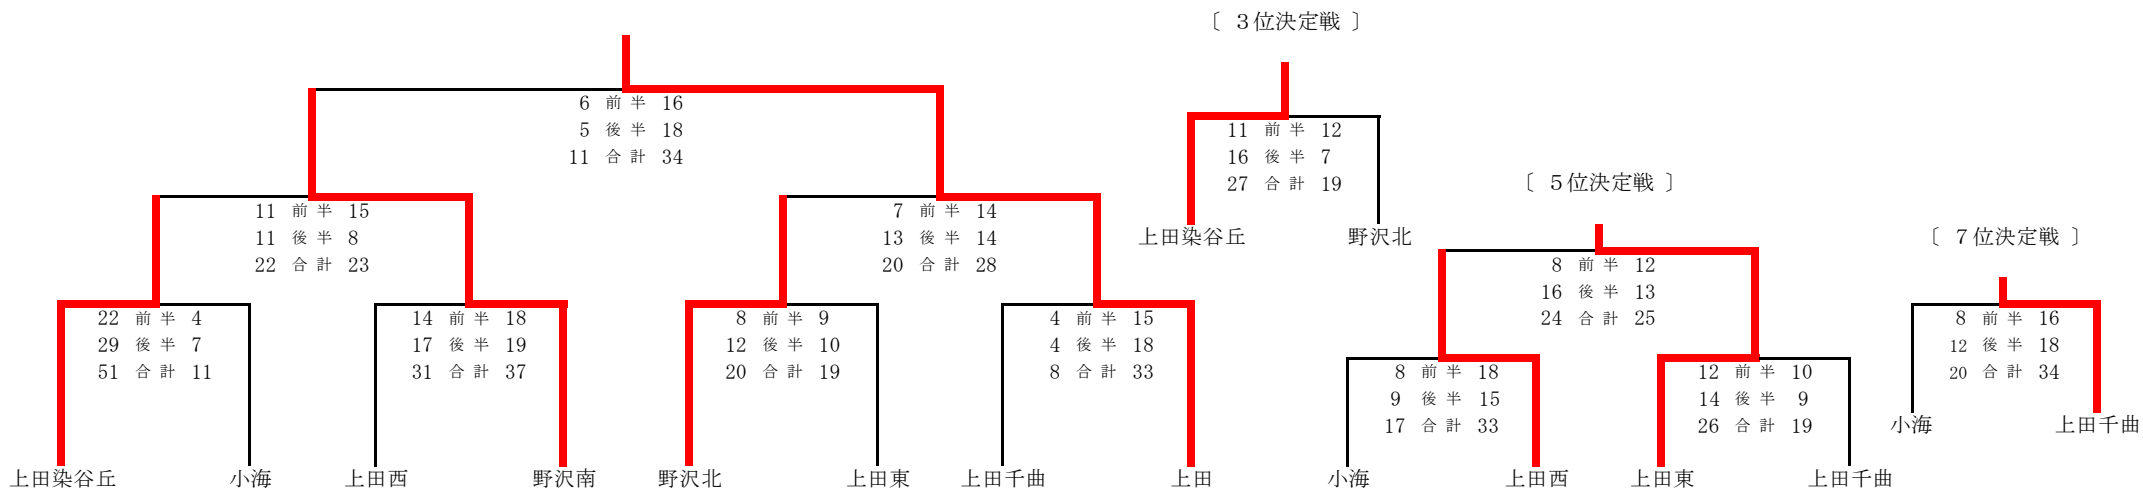 〔 3位決定戦 〕
6 前半 16
5 後半 18
11 合計 34
11 前半 12
16 後半 7
27 合計 19
上田染谷丘 野沢北
11 前半 15
11 後半 8
22 合計 23
7 前半 14
13 後半 14
20 合計 28
〔 5位決定戦 〕
8 前半 12
16 後半 13
24 合計 25
〔 7位決定戦 〕
8 前半 16
12 後半 18
20 合計 34
小海 上田千曲
22 前半 4
29 後半 7
51 合計 11
14 前半 18
17 後半 19
31 合計 37
8 前半 9
12 後半 10
20 合計 19
4 前半 15
4 後半 18
8 合計 33
8 前半 18
9 後半 15
17 合計 33
12 前半 10
14 後半 9
26 合計 19
上田染谷丘 小海 上田西 野沢南 野沢北 上田東 上田千曲 上田 小海 上田西 上田東 上田千曲